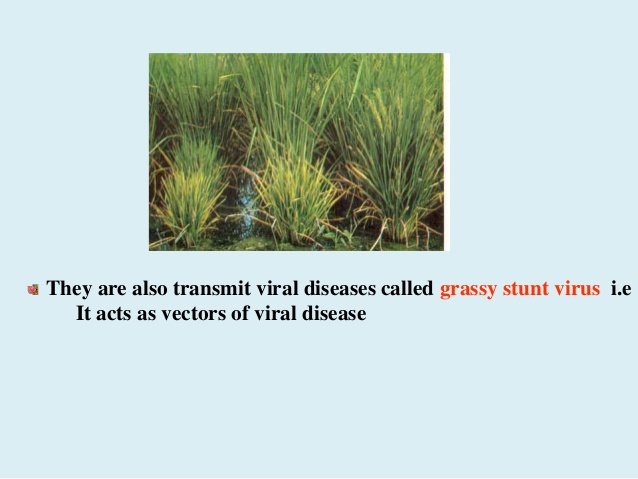 They are also transmit viral diseases called grassy stunt virus i.e
It acts as vectors of viral disease